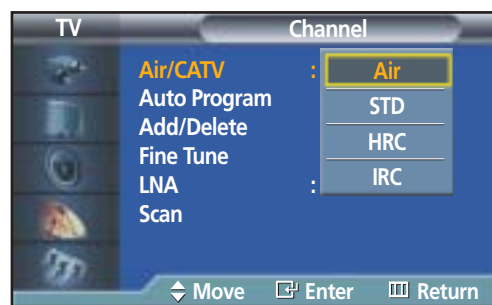 TV Channel
Air/CATV : Air
Auto Program STD
Add/Delete HRC
Fine Tune IRC
LNA :
Scan
Move Enter Return